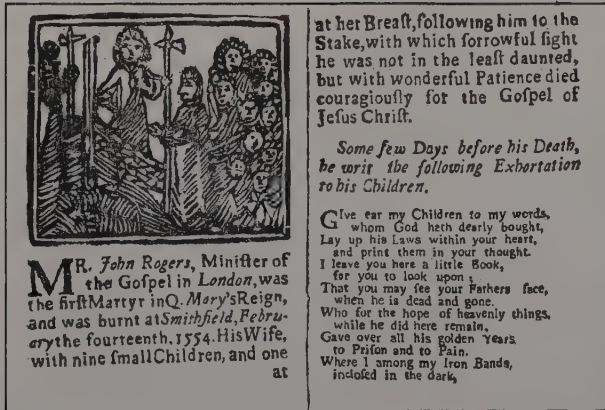 MR. John Rogers, Miniſter of
the Goſpel in London, was
the firſt Martyr in Q. Mary's Reign,
and was burnt at Smithfield, Febru-
ary the fourteenth, 1554. His Wife,
with nine ſmall Children, and one
at
at her Breaſt, following him to the
Stake, with which ſorrowful ſight
he was not in the leaſt daunted,
but with wonderful Patience died
couragiouſly for the Goſpel of
Jeſus Chriſt.
Some few Days before his Death,
he writ the following Exhortation
to his Children.
GIve ear my Children to my words,
whom God hath dearly bought,
Lay up his Laws within your heart,
and print them in your thought.
I leave you here a little Book,
for you to look upon;
That you may ſee your Fathers face,
when he is dead and gone.
Who for the hope of heavenly things,
while he did here remain,
Gave over all his golden Years
to Priſon and to Pain.
Where I among my Iron Bands,
incloſed in the dark,